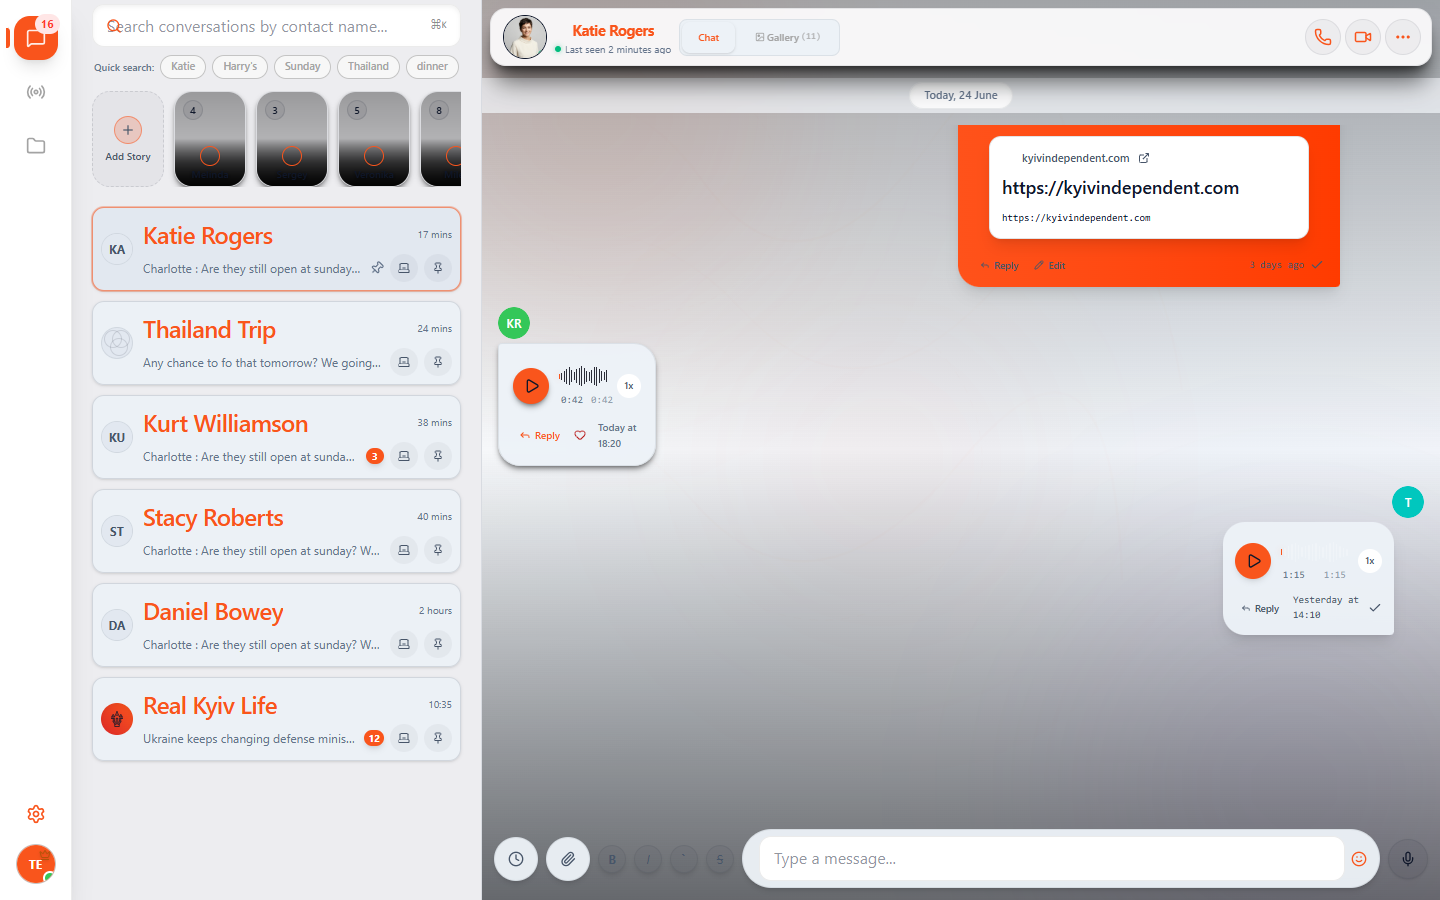 16
Search conversations by contact name...
⌘K
Quick search:
Katie
Harry's
Sunday
Thailand
dinner
Add Story
4
3
5
8
KA
Katie Rogers
17 mins
Charlotte : Are they still open at sunday...
Thailand Trip
24 mins
Any chance to fo that tomorrow? We going...
KU
Kurt Williamson
38 mins
Charlotte : Are they still open at sunda...
3
ST
Stacy Roberts
40 mins
Charlotte : Are they still open at sunday? W...
DA
Daniel Bowey
2 hours
Charlotte : Are they still open at sunday? W...
Real Kyiv Life
10:35
Ukraine keeps changing defense minis...
12
TE
Katie Rogers
Last seen 2 minutes ago
Chat
Gallery (11)
Today, 24 June
kyivindependent.com
https://kyivindependent.com
https://kyivindependent.com
Reply
Edit
3 days ago
KR
0:42 0:42
1x
Reply
Today at
18:20
T
1:15 1:15
1x
Reply
Yesterday at
14:10
B
I
`
S
Type a message...